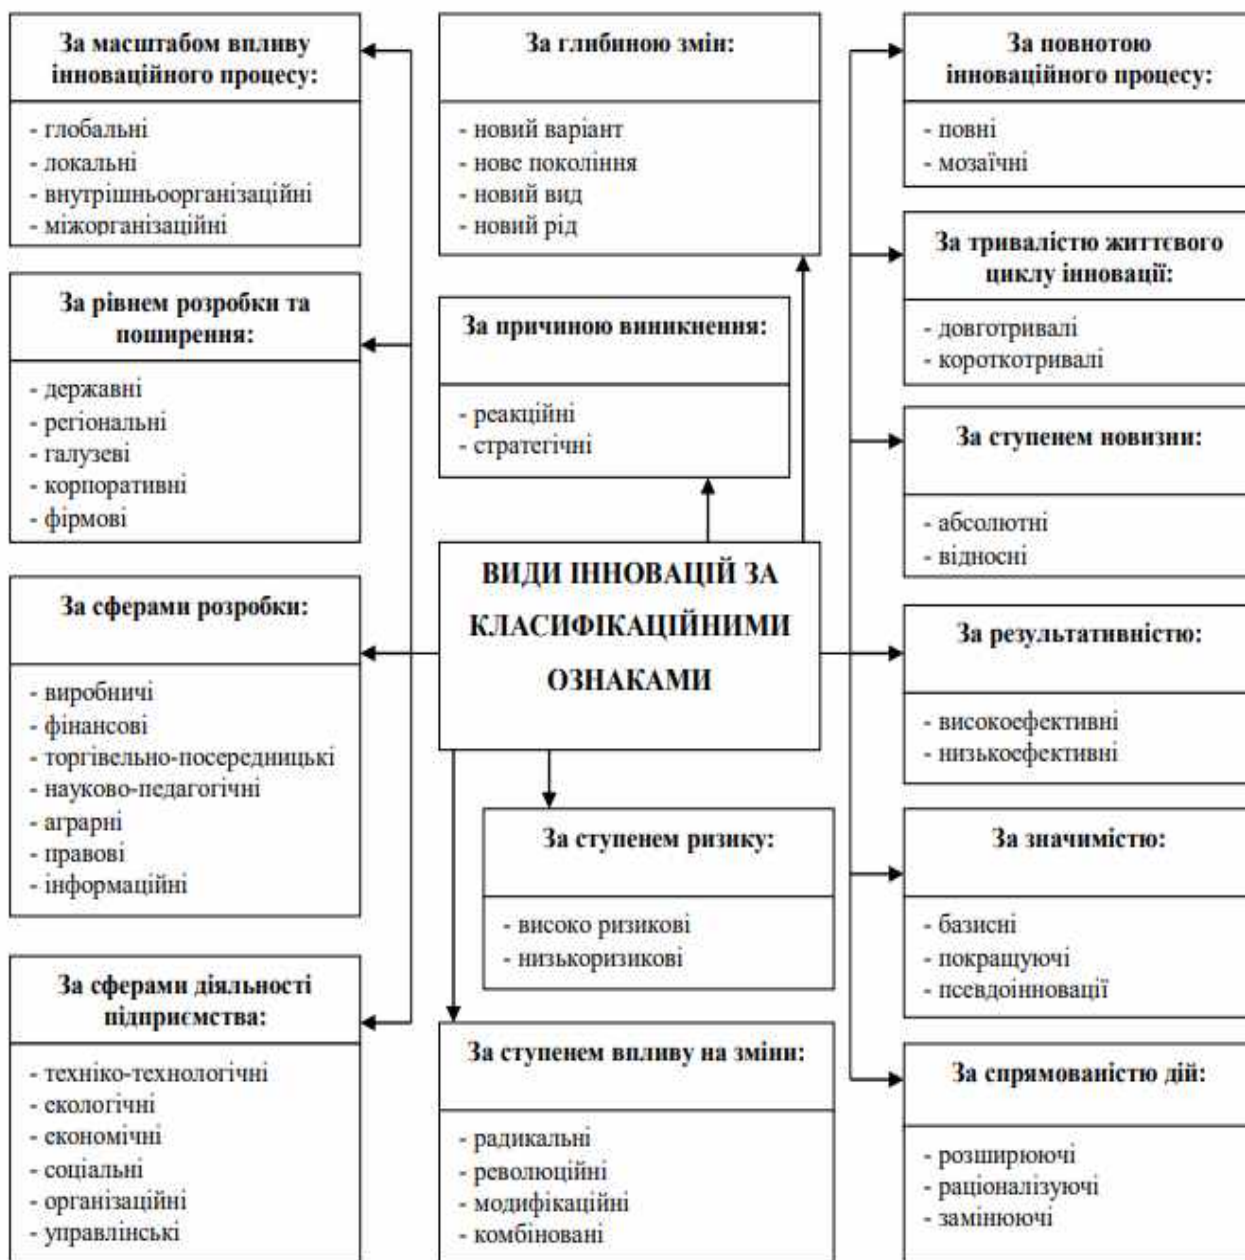 За масштабом впливу
інноваційного процесу:
- глобальні
- локальні
- внутрішньоорганізаційні
- міжорганізаційні
За рівнем розробки та
поширення:
- державні
- регіональні
- галузеві
- корпоративні
- фірмові
За сферами розробки:
- виробничі
- фінансові
- торгівельно-посередницькі
- науково-педагогічні
- аграрні
- правові
- інформаційні
За сферами діяльності
підприємства:
- техніко-технологічні
- екологічні
- економічні
- соціальні
- організаційні
- управлінські
За глибиною змін:
- новий варіант
- нове покоління
- новий вид
- новий рід
За причиною виникнення:
- реакційні
- стратегічні
ВИДИ ІННОВАЦІЙ ЗА
КЛАСИФІКАЦІЙНИМИ
ОЗНАКАМИ
За ступенем ризику:
- високо ризикові
- низькоризикові
За ступенем впливу на зміни:
- радикальні
- революційні
- модифікаційні
- комбіновані
За повнотою
інноваційного процесу:
- повні
- мозаїчні
За тривалістю життєвого
циклу інновації:
- довготривалі
- короткотривалі
За ступенем новизни:
- абсолютні
- відносні
За результативністю:
- високоефективні
- низькоефективні
За значимістю:
- базисні
- покращуючі
- псевдоінновації
За спрямованістю дій:
- розширюючі
- раціоналізуючі
- замінюючі